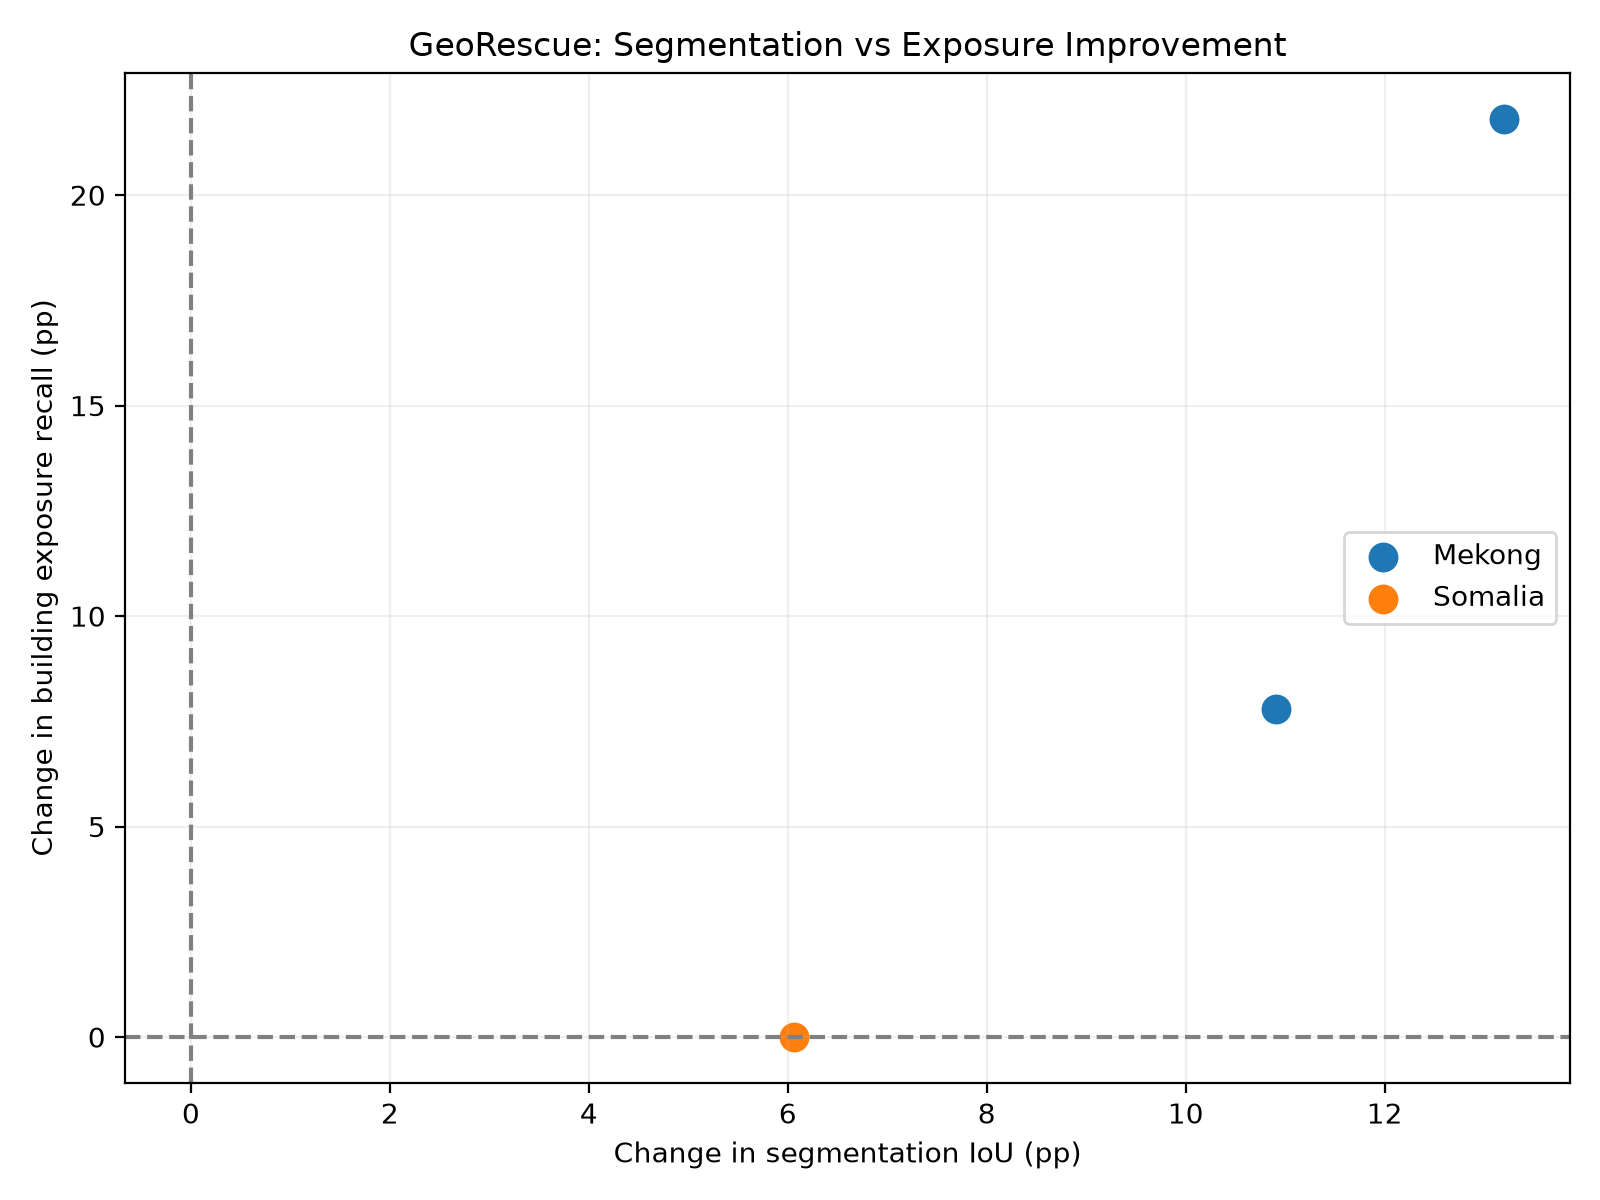 GeoRescue: Segmentation vs Exposure Improvement
Change in building exposure recall (pp)
20
15
10
5
0
Mekong
Somalia
0 2 4 6 8 10 12
Change in segmentation IoU (pp)